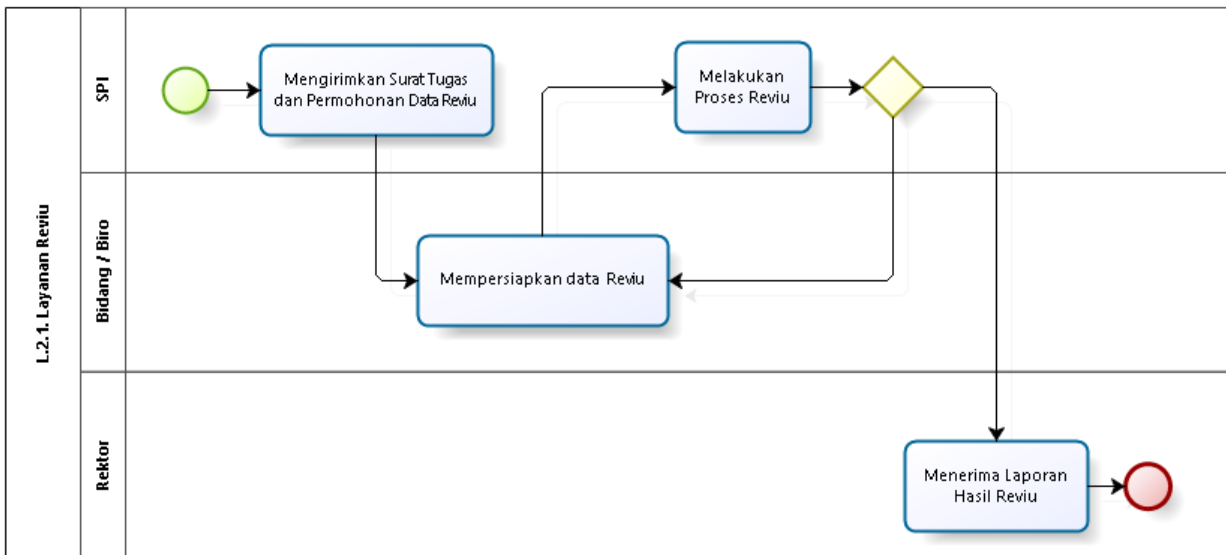 L.2.1. Layanan Reviu
SPI
Mengirimkan Surat Tugas
dan Permohonan Data Reviu
Melakukan
Proses Reviu
Bidang / Biro
Mempersiapkan data Reviu
Rektor
Menerima Laporan
Hasil Reviu